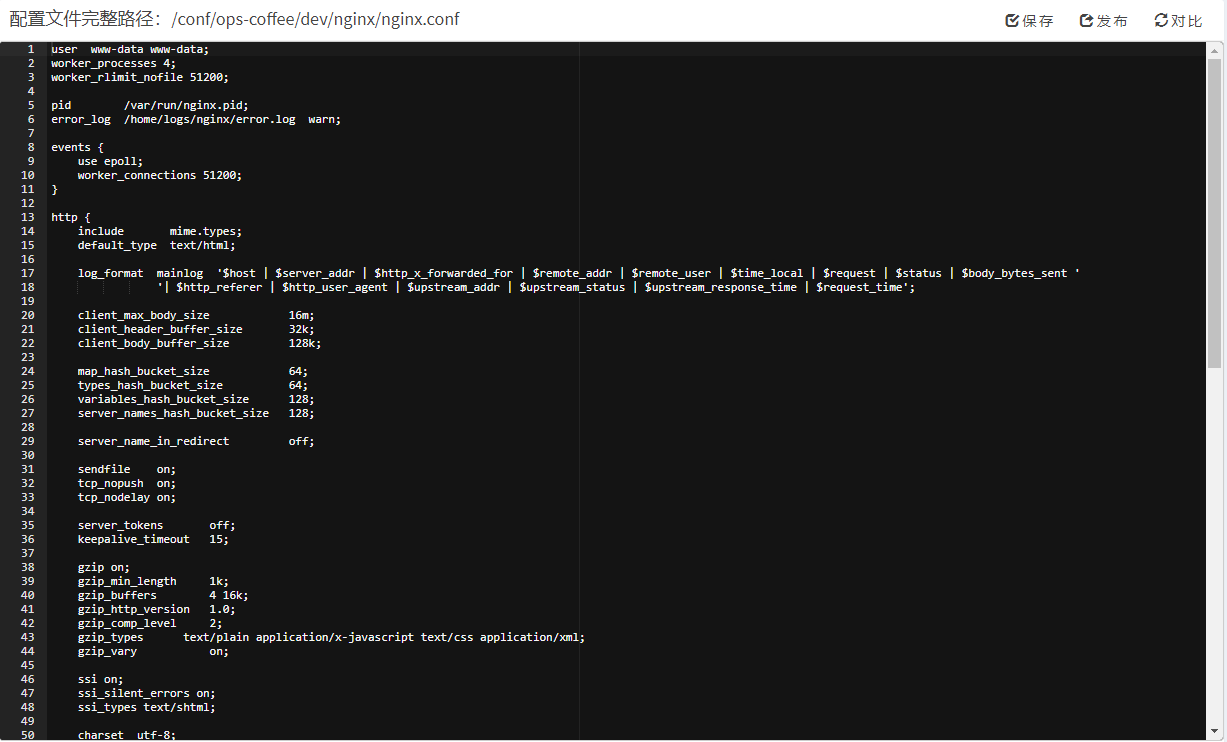 配置文件完整路径：/conf/ops-coffee/dev/nginx/nginx.conf 保存 发布 对比
1 user  www-data www-data;
2 worker_processes 4;
3 worker_rlimit_nofile 51200;
4
5 pid        /var/run/nginx.pid;
6 error_log  /home/logs/nginx/error.log  warn;
7
8 events {
9     use epoll;
10     worker_connections 51200;
11 }
12
13 http {
14     include       mime.types;
15     default_type  text/html;
16
17     log_format  mainlog  '$host | $server_addr | $http_x_forwarded_for | $remote_addr | $remote_user | $time_local | $request | $status | $body_bytes_sent '
18                 '| $http_referer | $http_user_agent | $upstream_addr | $upstream_status | $upstream_response_time | $request_time';
19
20     client_max_body_size            16m;
21     client_header_buffer_size       32k;
22     client_body_buffer_size         128k;
23
24     map_hash_bucket_size            64;
25     types_hash_bucket_size          64;
26     variables_hash_bucket_size      128;
27     server_names_hash_bucket_size   128;
28
29     server_name_in_redirect         off;
30
31     sendfile    on;
32     tcp_nopush  on;
33     tcp_nodelay on;
34
35     server_tokens       off;
36     keepalive_timeout   15;
37
38     gzip on;
39     gzip_min_length     1k;
40     gzip_buffers        4 16k;
41     gzip_http_version   1.0;
42     gzip_comp_level     2;
43     gzip_types      text/plain application/x-javascript text/css application/xml;
44     gzip_vary           on;
45
46     ssi on;
47     ssi_silent_errors on;
48     ssi_types text/shtml;
49
50     charset  utf-8;